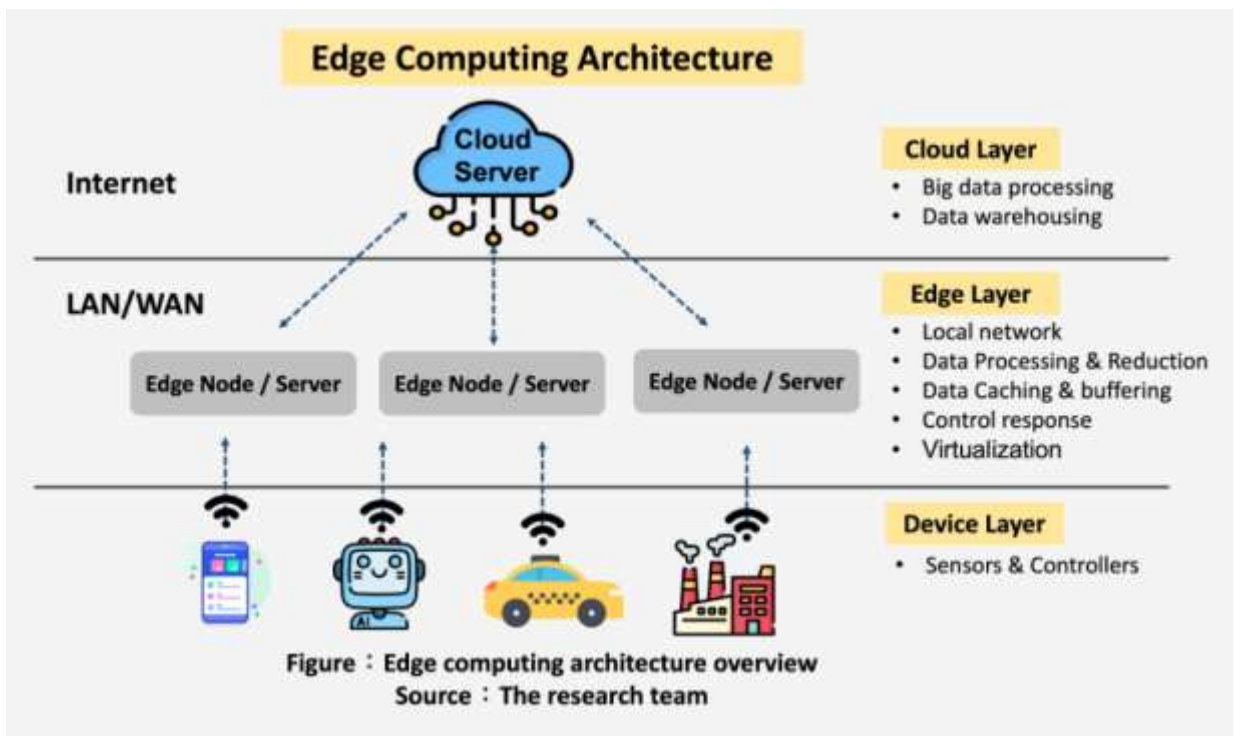 Edge Computing Architecture
Cloud
Server
Internet
Cloud Layer
• Big data processing
• Data warehousing
LAN/WAN
Edge Layer
• Local network
• Data Processing & Reduction
• Data Caching & buffering
• Control response
• Virtualization
Edge Node / Server
Edge Node / Server
Edge Node / Server
Device Layer
• Sensors & Controllers
AI
Figure：Edge computing architecture overview
Source：The research team